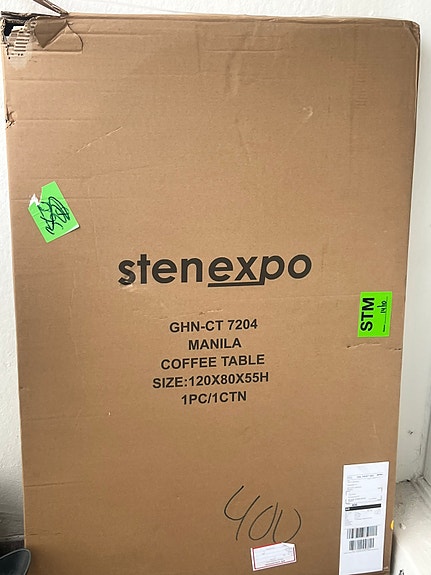 stenexpo
GHN-CT 7204
MANILA
COFFEE TABLE
SIZE:120X80X55H
1PC/1CTN
STM
400